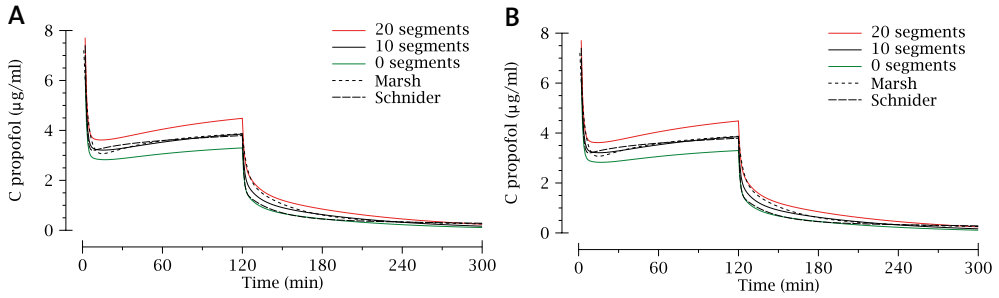 A
C propofol (µg/ml)
8
6
4
2
0
20 segments
10 segments
0 segments
Marsh
Schnider
0 60 120 180 240 300
Time (min)
B
C propofol (µg/ml)
8
6
4
2
0
20 segments
10 segments
0 segments
Marsh
Schnider
0 60 120 180 240 300
Time (min)